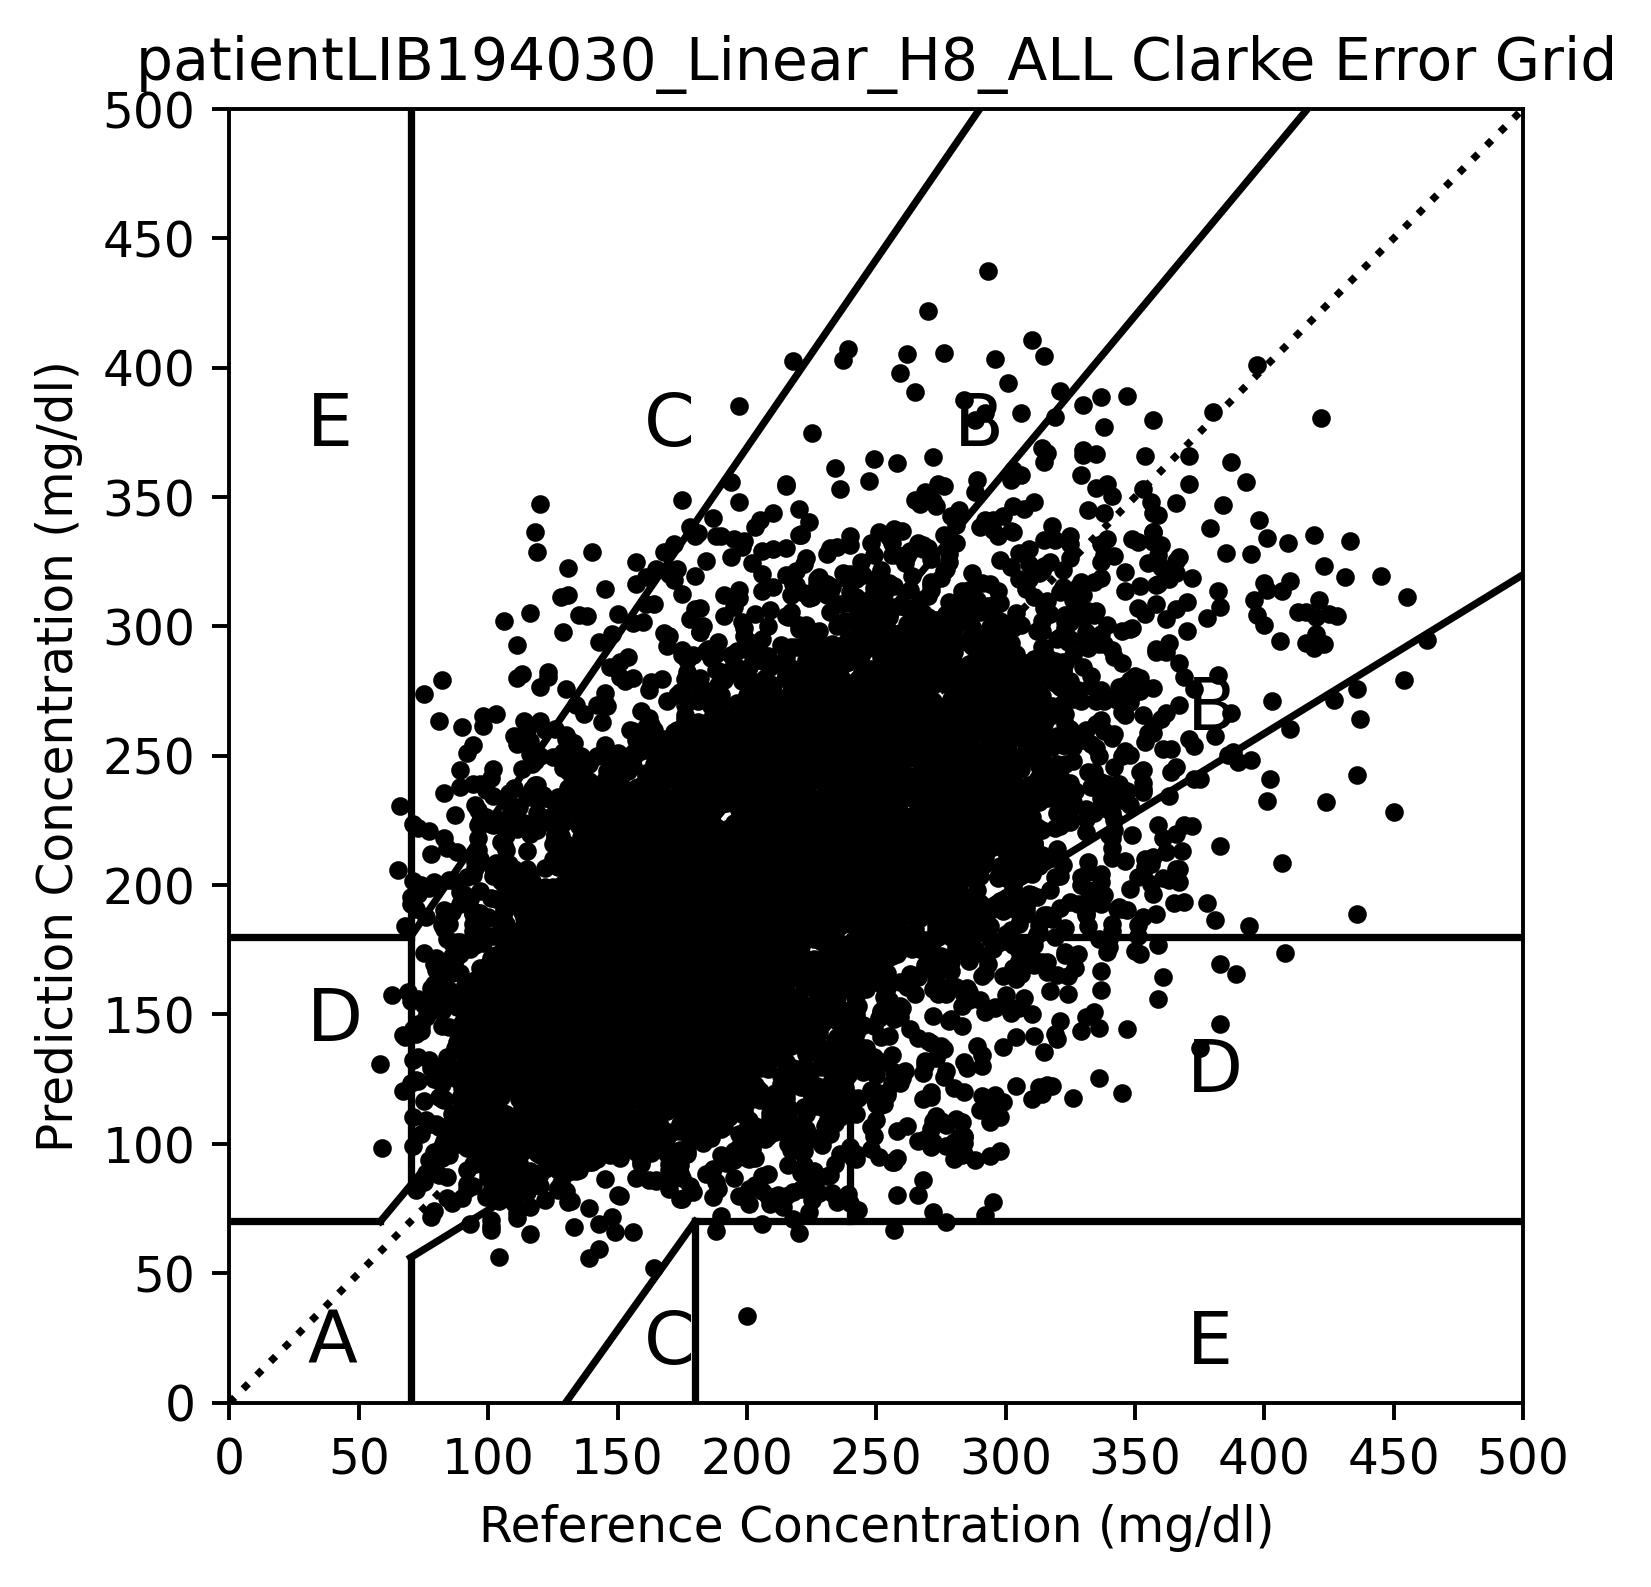 patientLIB194030_Linear_H8_ALL Clarke Error Grid
500
450
400
350
300
250
200
150
100
50
0
Prediction Concentration (mg/dl)
E
C
B
B
D
D
A
C
E
0 50 100 150 200 250 300 350 400 450 500
Reference Concentration (mg/dl)